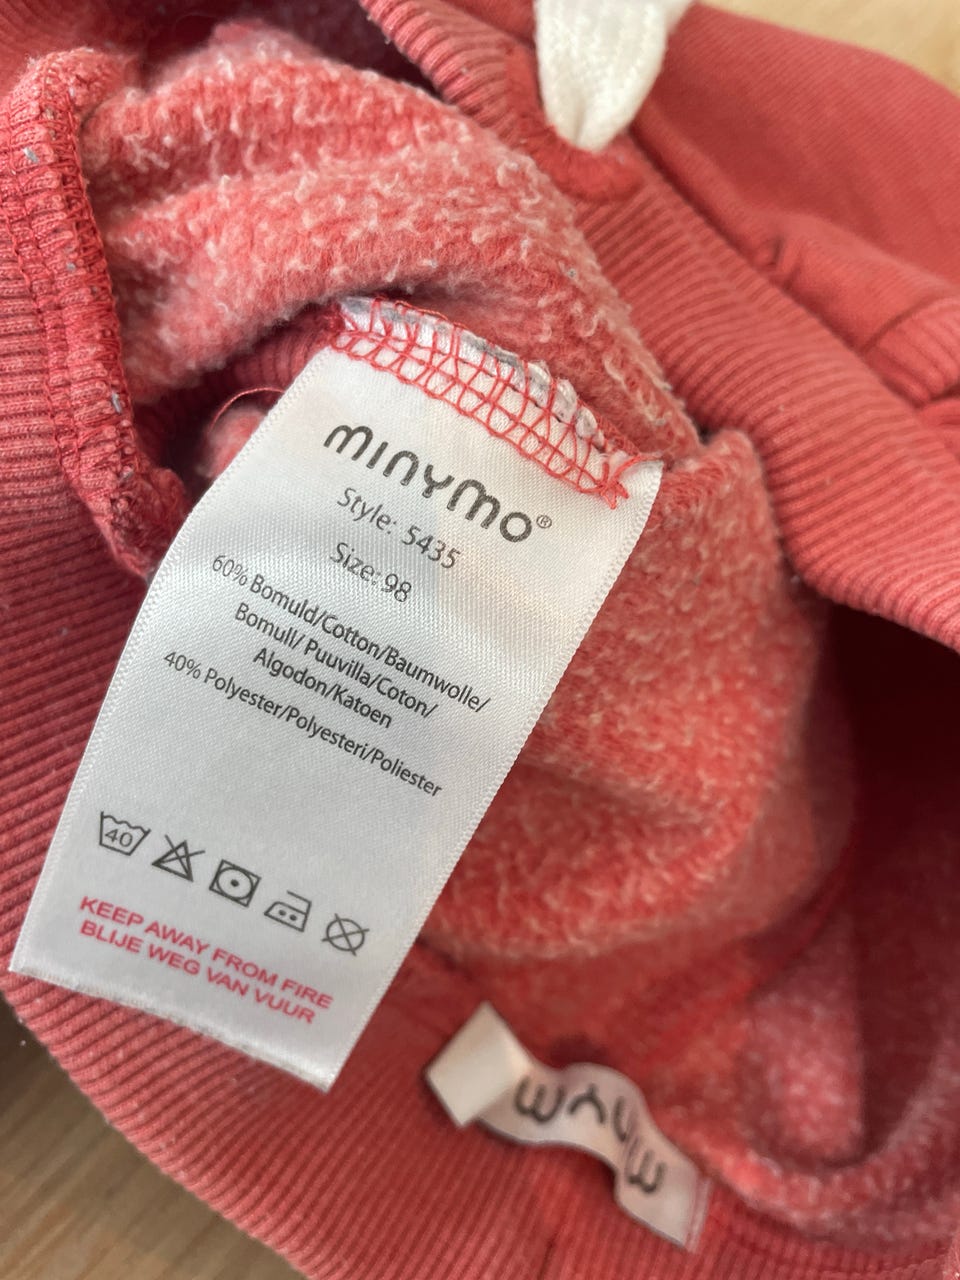 minymo®
Style: 5435
Size: 98
60% Bomuld/Cotton/Baumwolle/
Bomull/ Puuvilla/Coton/
Algodon/Katoen
40% Polyester/Polyesteri/Poliester
40
KEEP AWAY FROM FIRE
BLIJE WEG VAN VUUR